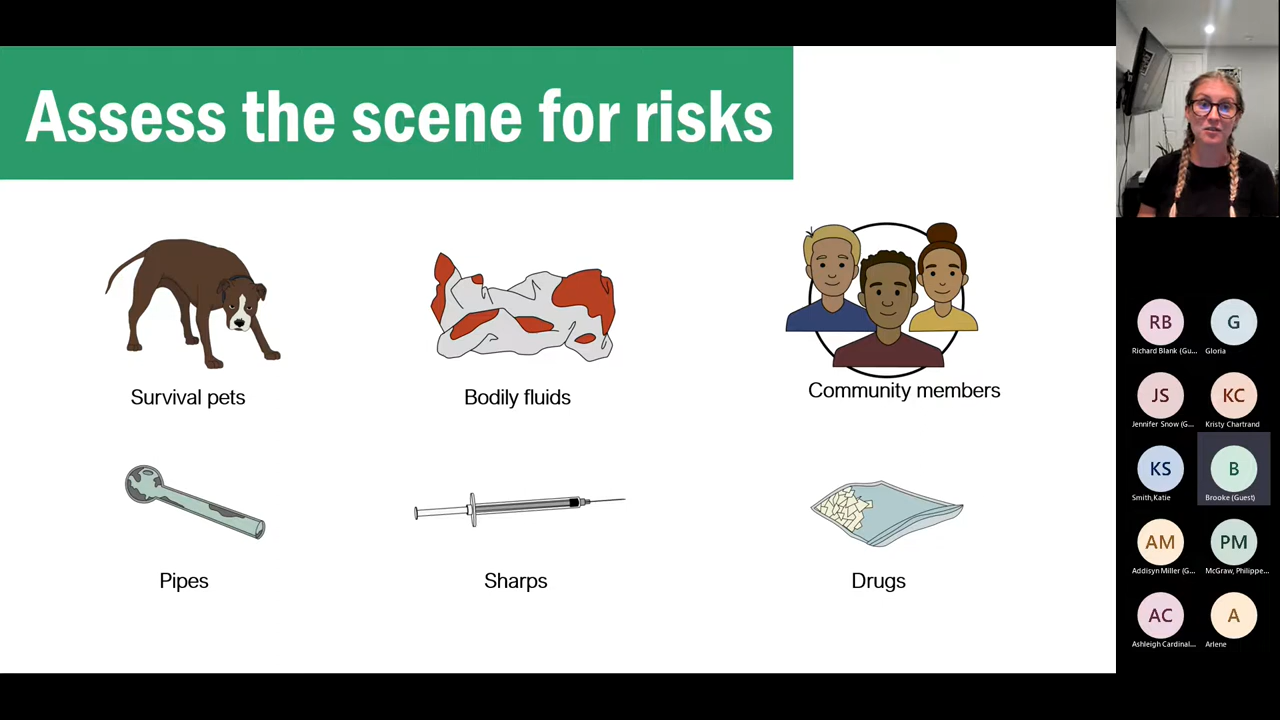 Assess the scene for risks
Survival pets
Bodily fluids
Community members
Pipes
Sharps
Drugs
RB
G
Richard Blank (Gu...
Gloria
JS
KC
Jennifer Snow (G...
Kristy Chartrand
KS
B
Smith,Katie
Brooke (Guest)
AM
PM
Addisyn Miller (G...
McGraw, Philippe...
AC
A
Ashleigh Cardinal...
Arlene